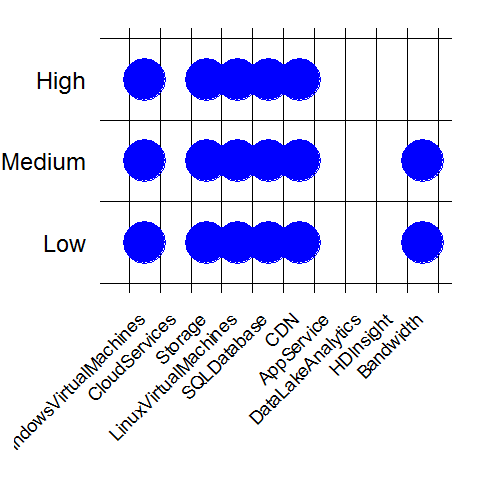 High
Medium
Low
ndowsVirtualMachines
CloudServices
Storage
LinuxVirtualMachines
SQLDatabase
CDN
AppService
DataLakeAnalytics
HDInsight
Bandwidth